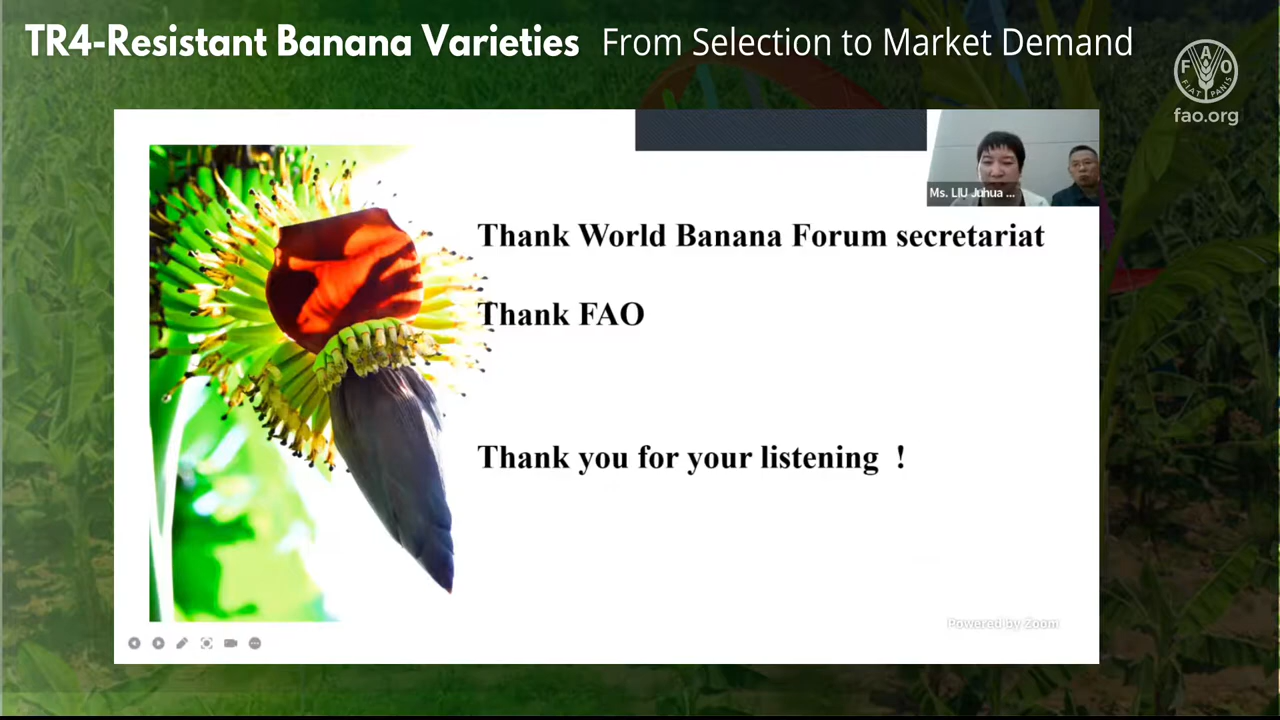 TR4-Resistant Banana Varieties From Selection to Market Demand
F A O
FIAT PANIS
fao.org
Ms. LIU Juhua ...
Thank World Banana Forum secretariat
Thank FAO
Thank you for your listening !
Powered by Zoom